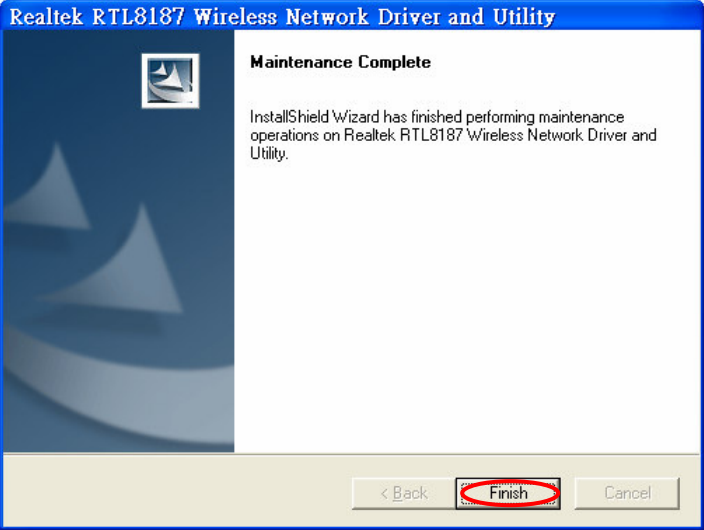 Realtek RTL8187 Wireless Network Driver and Utility
Maintenance Complete
InstallShield Wizard has finished performing maintenance
operations on Realtek RTL8187 Wireless Network Driver and
Utility.
< Back
Finish
Cancel